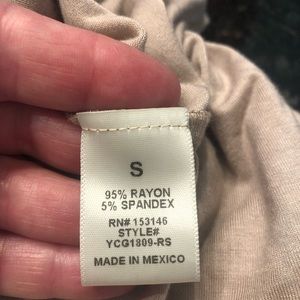 S
95% RAYON
5% SPANDEX
RN# 153146
STYLE#
YCG1809-RS
MADE IN MEXICO